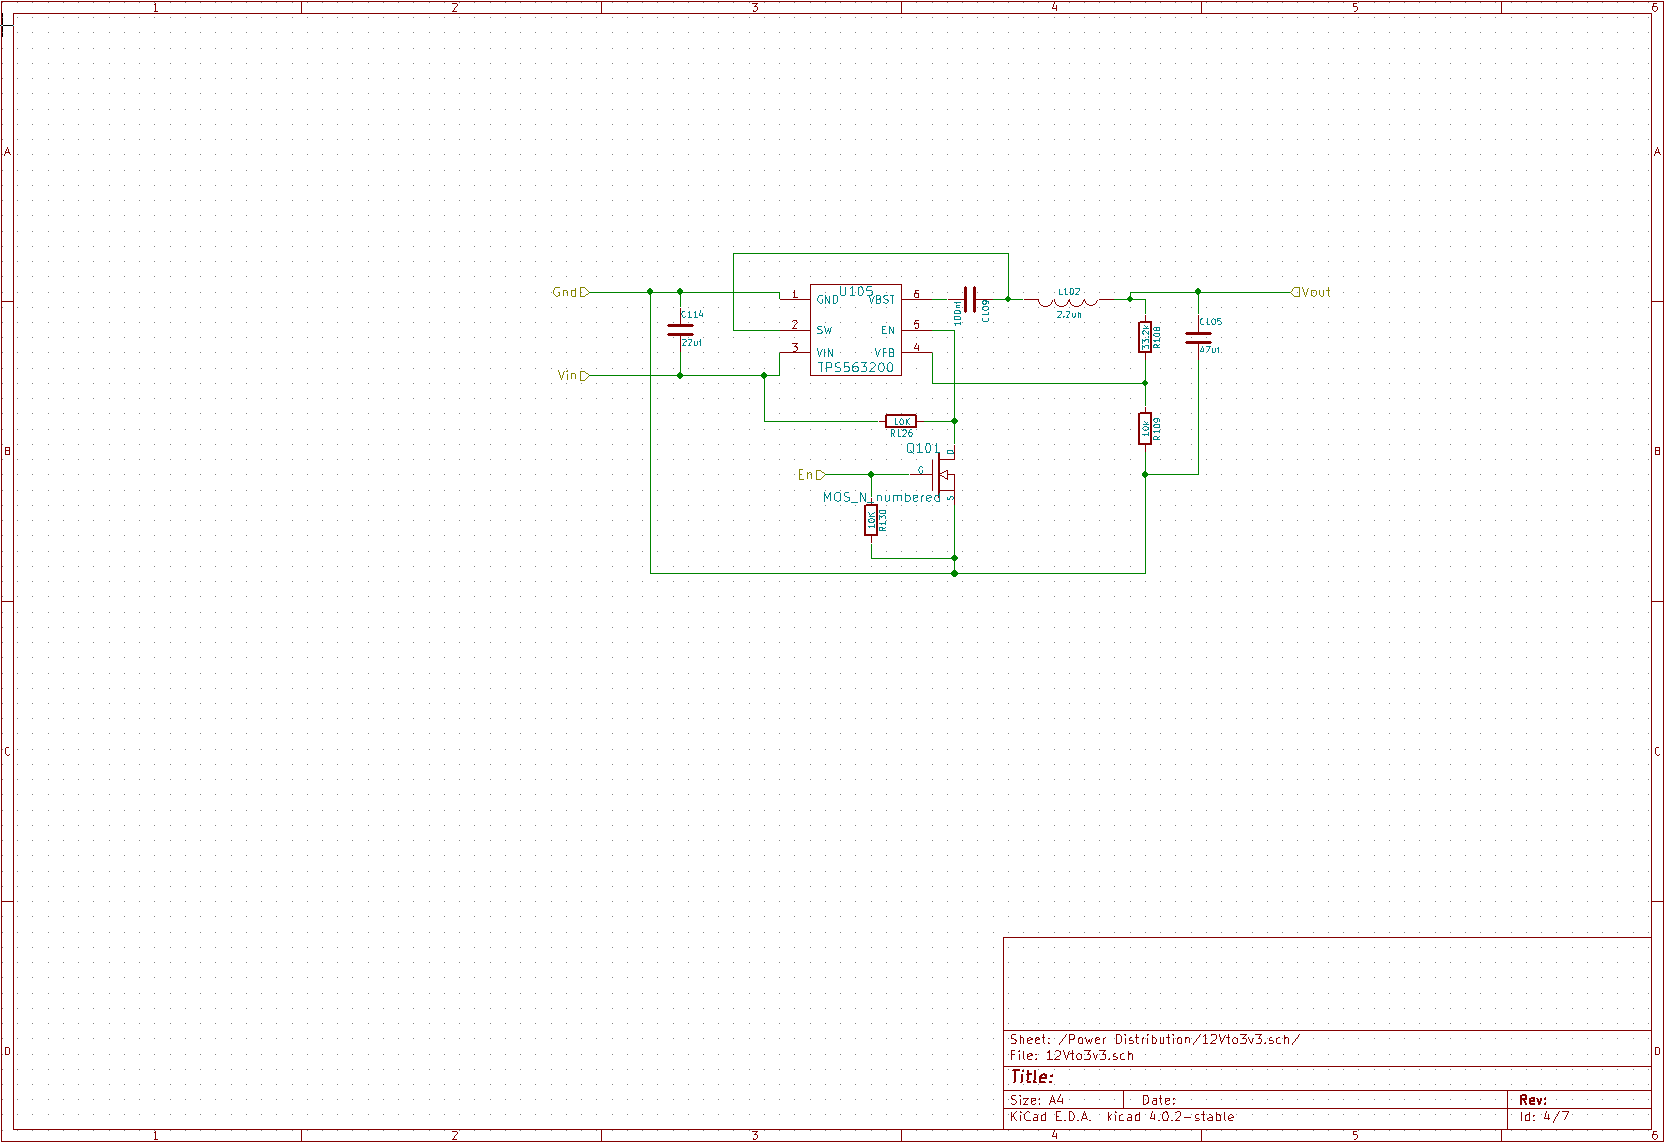 1 2 3 4 5 6
A A
Gnd
1 GND U105 VBST 6
100nf C109
L102
2.2uh
Vout
C114
22uf
2 SW EN 5
3 VIN VFB 4
TPS563200
33.2k R108
C105
47uf
Vin
10K
R126
10k R109
B B
Q101
D
G
S
En
MOS_N_numbered
10K R130
C C
D D
Sheet: /Power Distribution/12Vto3v3.sch/
File: 12Vto3v3.sch
Title:
Size: A4 Date: Rev:
KiCad E.D.A. kicad 4.0.2-stable Id: 4/7
1 2 3 4 5 6